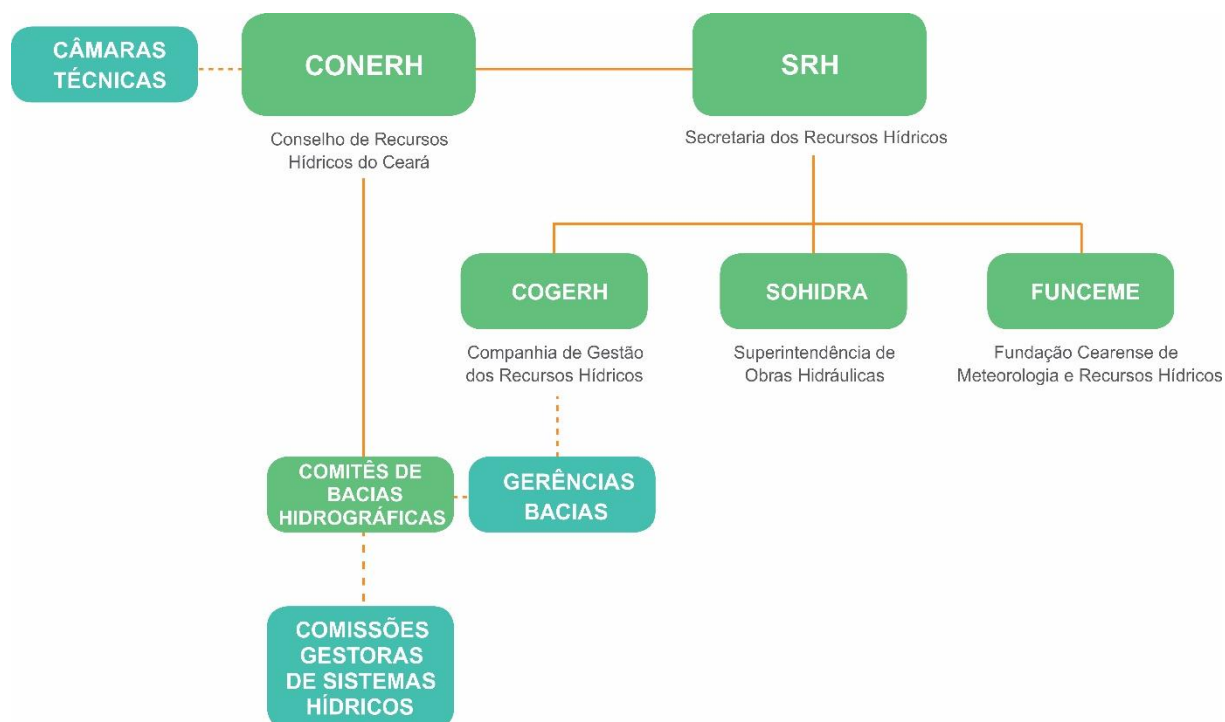 CÂMARAS
TÉCNICAS
CONERH
SRH
Conselho de Recursos
Hídricos do Ceará
Secretaria dos Recursos Hídricos
COGERH
SOHIDRA
FUNCEME
Companhia de Gestão
dos Recursos Hídricos
Superintendência de
Obras Hidráulicas
Fundação Cearense de
Meteorologia e Recursos Hídricos
COMITÊS DE
BACIAS
HIDROGRÁFICAS
GERÊNCIAS
BACIAS
COMISSÕES
GESTORAS
DE SISTEMAS
HÍDRICOS